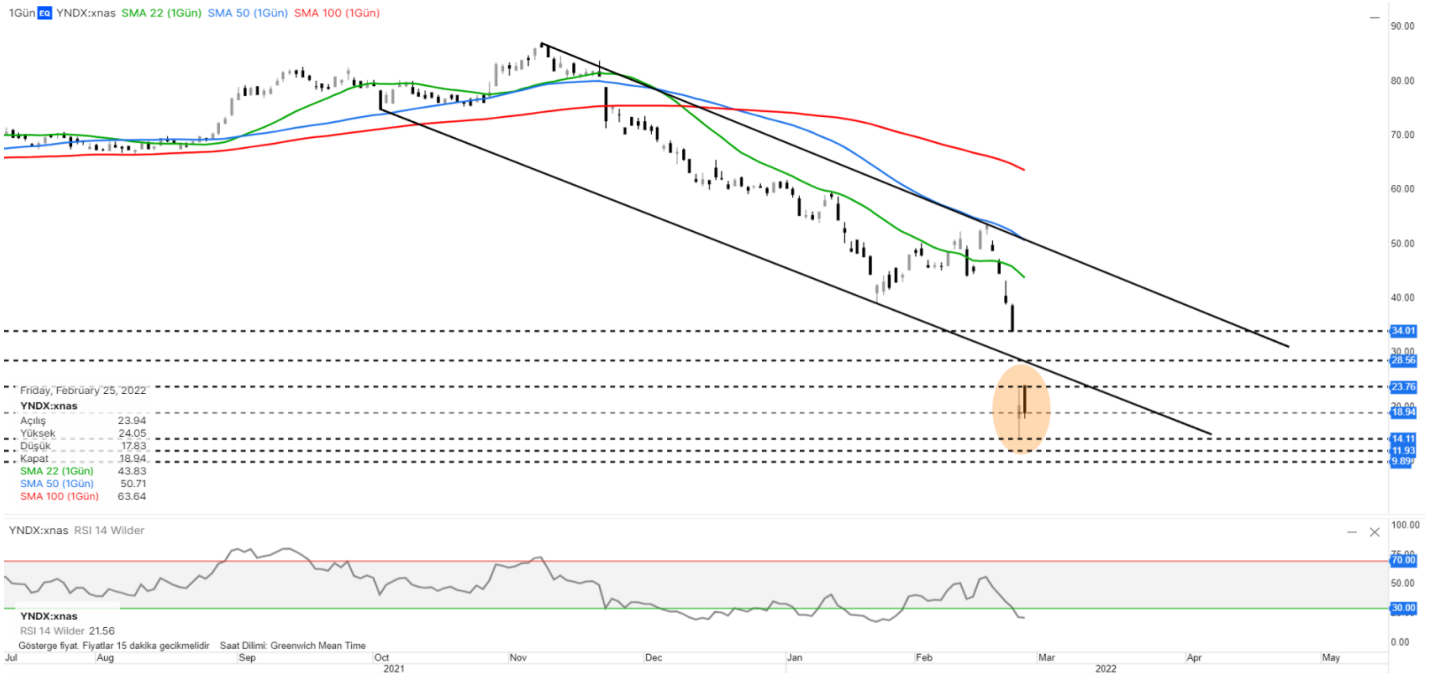 1Gün EQ YNDX:xnas SMA 22 (1Gün) SMA 50 (1Gün) SMA 100 (1Gün)
90.00
80.00
70.00
60.00
50.00
40.00
34.01
30.00
28.56
23.76
20.00
18.94
14.11
11.93
Friday, February 25, 2022
YNDX:xnas
Açılış 23.94
Yüksek 24.05
Düşük 17.83
Kapat 18.94
SMA 22 (1Gün) 43.83
SMA 50 (1Gün) 50.71
SMA 100 (1Gün) 63.64
YNDX:xnas RSI 14 Wilder
100.00
75.00
70.00
50.00
30.00
0.00
YNDX:xnas
RSI 14 Wilder 21.56
Gösterge fiyat. Fiyatlar 15 dakika gecikmelidir Saat Dilimi: Greenwich Mean Time
Jul Aug Sep Oct Nov Dec Jan Feb Mar Apr May
2021 2022